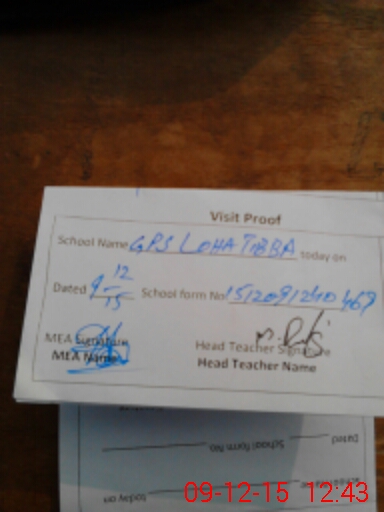 Visit Proof
School Name GPS LOHA TIBBA today on
Dated 9-12-15 School form No
MEA Signature Head Teacher Signature
MEA Name Head Teacher Name
Dated School form No
today on
09-12-15 12:43